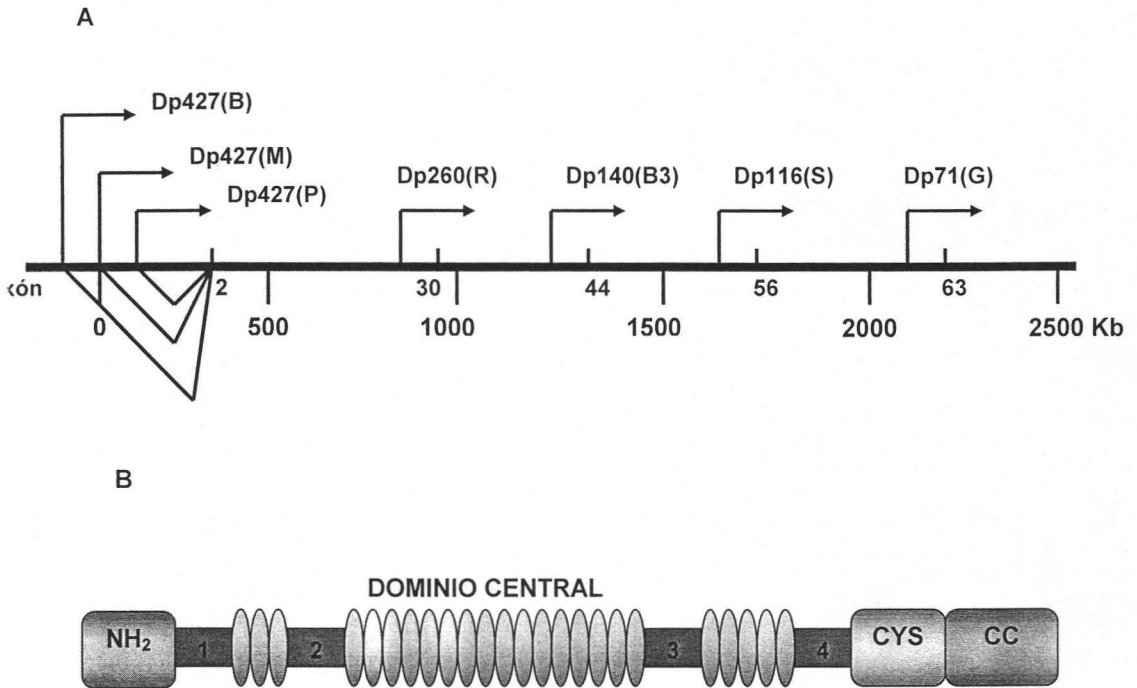 A
Dp427(B)
Dp427(M)
Dp427(P)
Dp260(R) Dp140(B3) Dp116(S) Dp71(G)
xón 2 30 44 56 63
0 500 1000 1500 2000 2500 Kb
B
DOMINIO CENTRAL
NH₂ 1 2 3 4 CYS CC